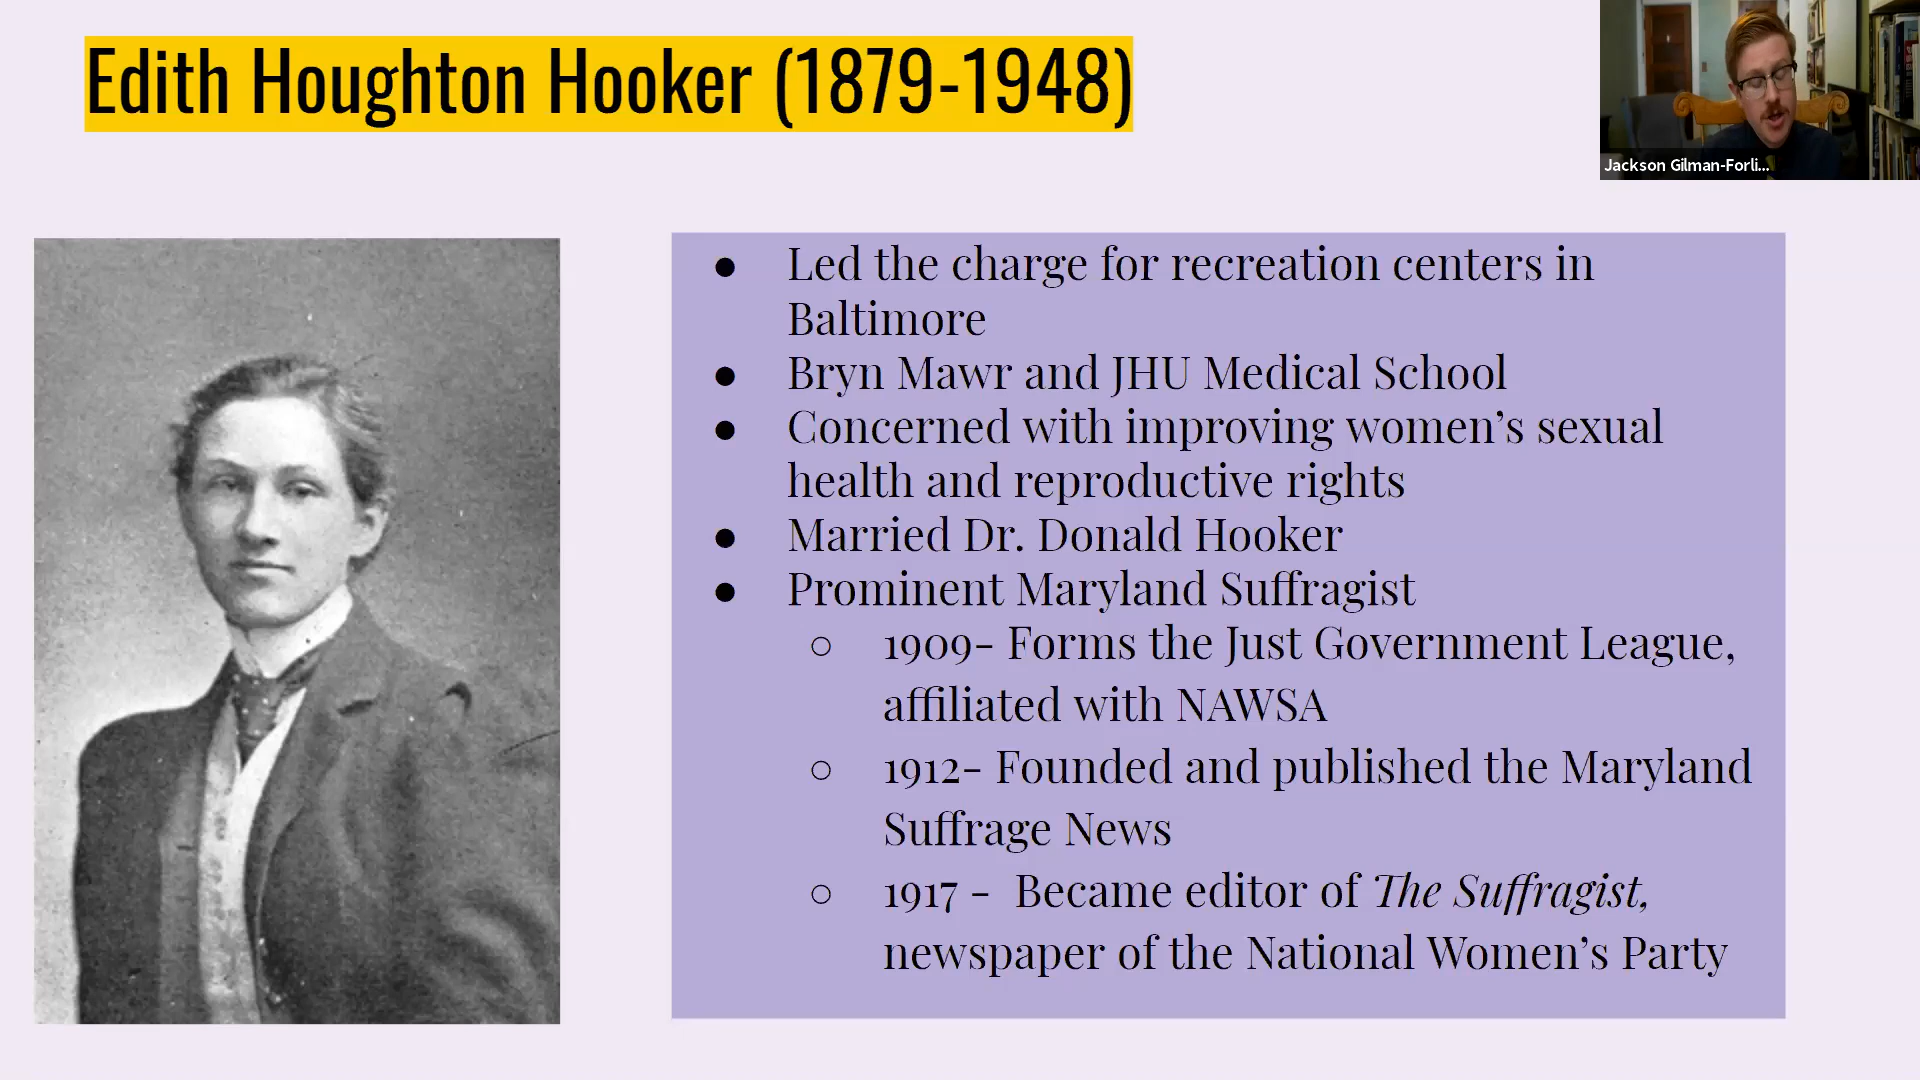 Edith Houghton Hooker (1879-1948)
Jackson Gilman-Forli...
● Led the charge for recreation centers in
Baltimore
● Bryn Mawr and JHU Medical School
● Concerned with improving women’s sexual
health and reproductive rights
● Married Dr. Donald Hooker
● Prominent Maryland Suffragist
○ 1909- Forms the Just Government League,
affiliated with NAWSA
○ 1912- Founded and published the Maryland
Suffrage News
○ 1917 - Became editor of The Suffragist,
newspaper of the National Women’s Party